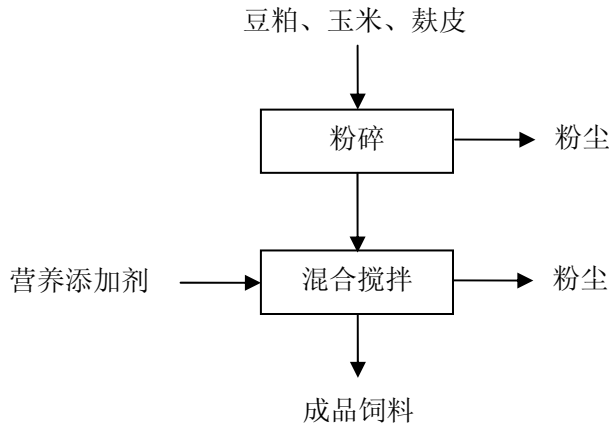 豆粕、玉米、麸皮
粉碎
粉尘
营养添加剂
混合搅拌
粉尘
成品饲料